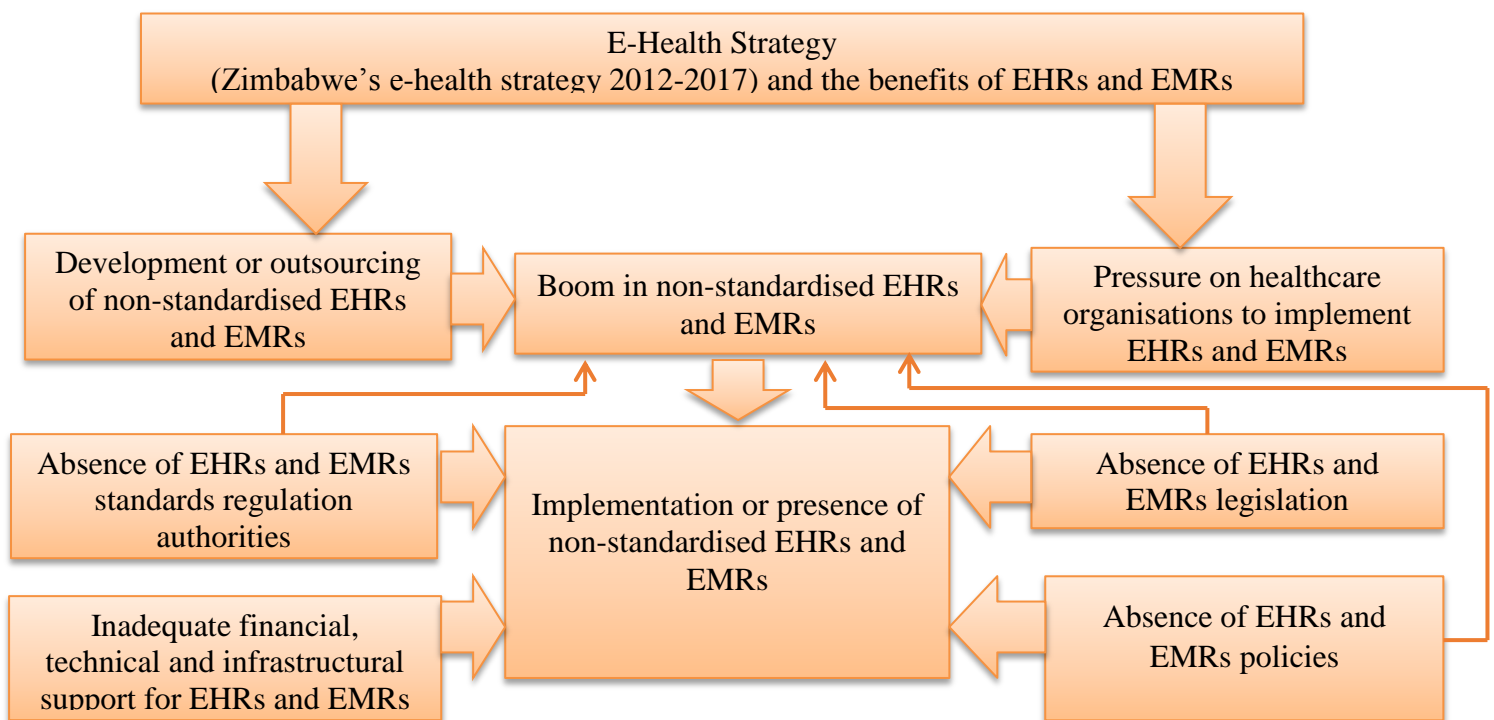 E-Health Strategy
(Zimbabwe’s e-health strategy 2012-2017) and the benefits of EHRs and EMRs
Development or outsourcing
of non-standardised EHRs
and EMRs
Boom in non-standardised EHRs
and EMRs
Pressure on healthcare
organisations to implement
EHRs and EMRs
Absence of EHRs and EMRs
standards regulation
authorities
Implementation or presence of
non-standardised EHRs and
EMRs
Absence of EHRs and
EMRs legislation
Inadequate financial,
technical and infrastructural
support for EHRs and EMRs
Absence of EHRs and
EMRs policies